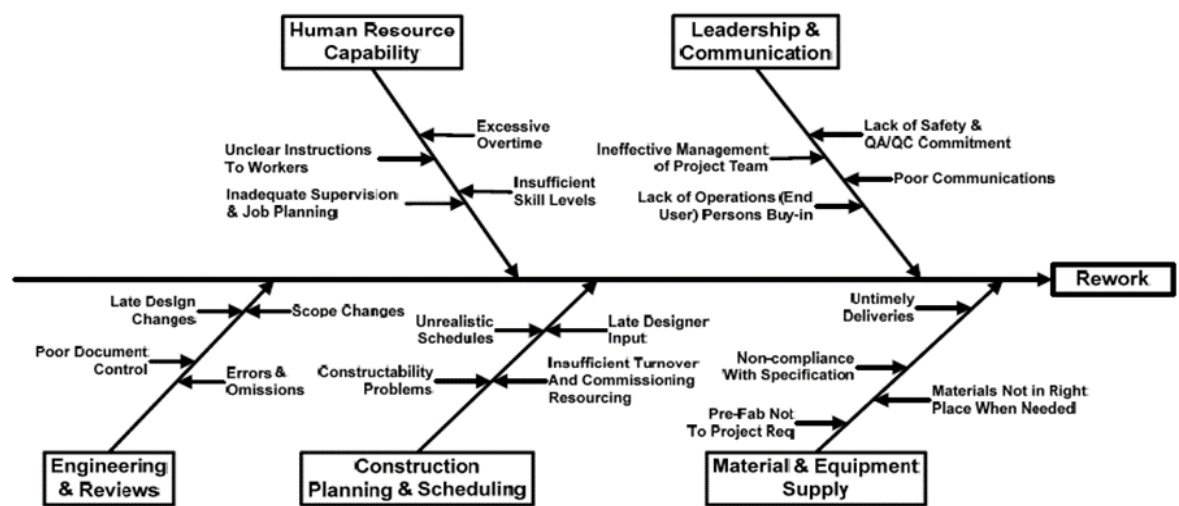 Human Resource
Capability
Leadership &
Communication
Excessive
Overtime
Unclear Instructions
To Workers
Insufficient
Skill Levels
Inadequate Supervision
& Job Planning
Lack of Safety &
QA/QC Commitment
Ineffective Management
of Project Team
Poor Communications
Lack of Operations (End
User) Persons Buy-in
Rework
Late Design
Changes
Scope Changes
Poor Document
Control
Errors &
Omissions
Unrealistic
Schedules
Late Designer
Input
Constructability
Problems
Insufficient Turnover
And Commissioning
Resourcing
Untimely
Deliveries
Non-compliance
With Specification
Materials Not in Right
Place When Needed
Pre-Fab Not
To Project Req
Engineering
& Reviews
Construction
Planning & Scheduling
Material & Equipment
Supply